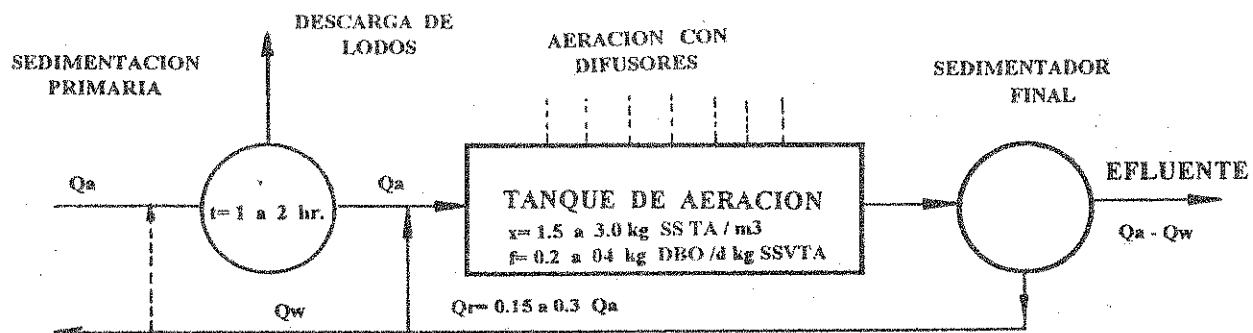 DESCARGA DE
LODOS
AERACION CON
DIFUSORES
SEDIMENTACION
PRIMARIA
SEDIMENTADOR
FINAL
Qa
t= 1 a 2 hr.
Qa
TANQUE DE AERACION
x= 1.5 a 3.0 kg SS TA / m3
f= 0.2 a 04 kg DBO /d kg SSVTA
EFLUENTE
Qa - Qw
Qw
Qr= 0.15 a 0.3 Qa